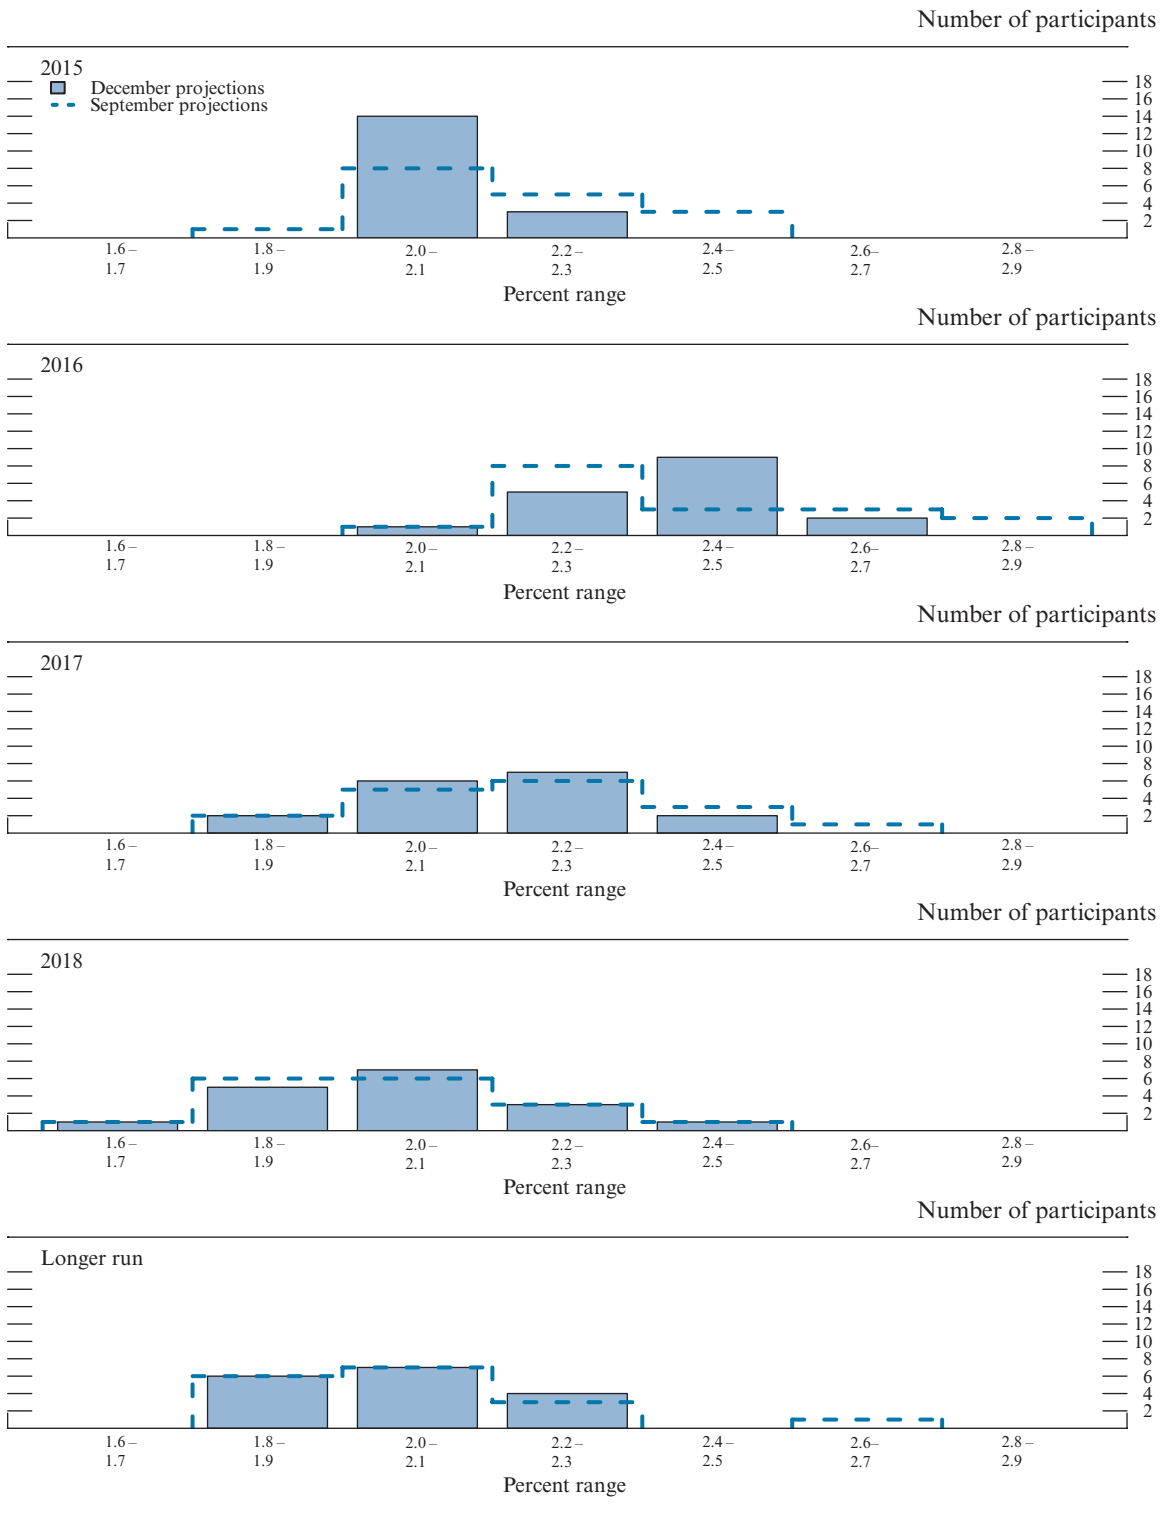 Number of participants
2015
December projections
September projections
18
16
14
12
10
8
6
4
2
1.6 – 1.8 – 2.0 – 2.2 – 2.4 – 2.6– 2.8 –
1.7 1.9 2.1 2.3 2.5 2.7 2.9
Percent range
Number of participants
2016
18
16
14
12
10
8
6
4
2
1.6 – 1.8 – 2.0 – 2.2 – 2.4 – 2.6– 2.8 –
1.7 1.9 2.1 2.3 2.5 2.7 2.9
Percent range
Number of participants
2017
18
16
14
12
10
8
6
4
2
1.6 – 1.8 – 2.0 – 2.2 – 2.4 – 2.6– 2.8 –
1.7 1.9 2.1 2.3 2.5 2.7 2.9
Percent range
Number of participants
2018
18
16
14
12
10
8
6
4
2
1.6 – 1.8 – 2.0 – 2.2 – 2.4 – 2.6– 2.8 –
1.7 1.9 2.1 2.3 2.5 2.7 2.9
Percent range
Number of participants
Longer run
18
16
14
12
10
8
6
4
2
1.6 – 1.8 – 2.0 – 2.2 – 2.4 – 2.6– 2.8 –
1.7 1.9 2.1 2.3 2.5 2.7 2.9
Percent range